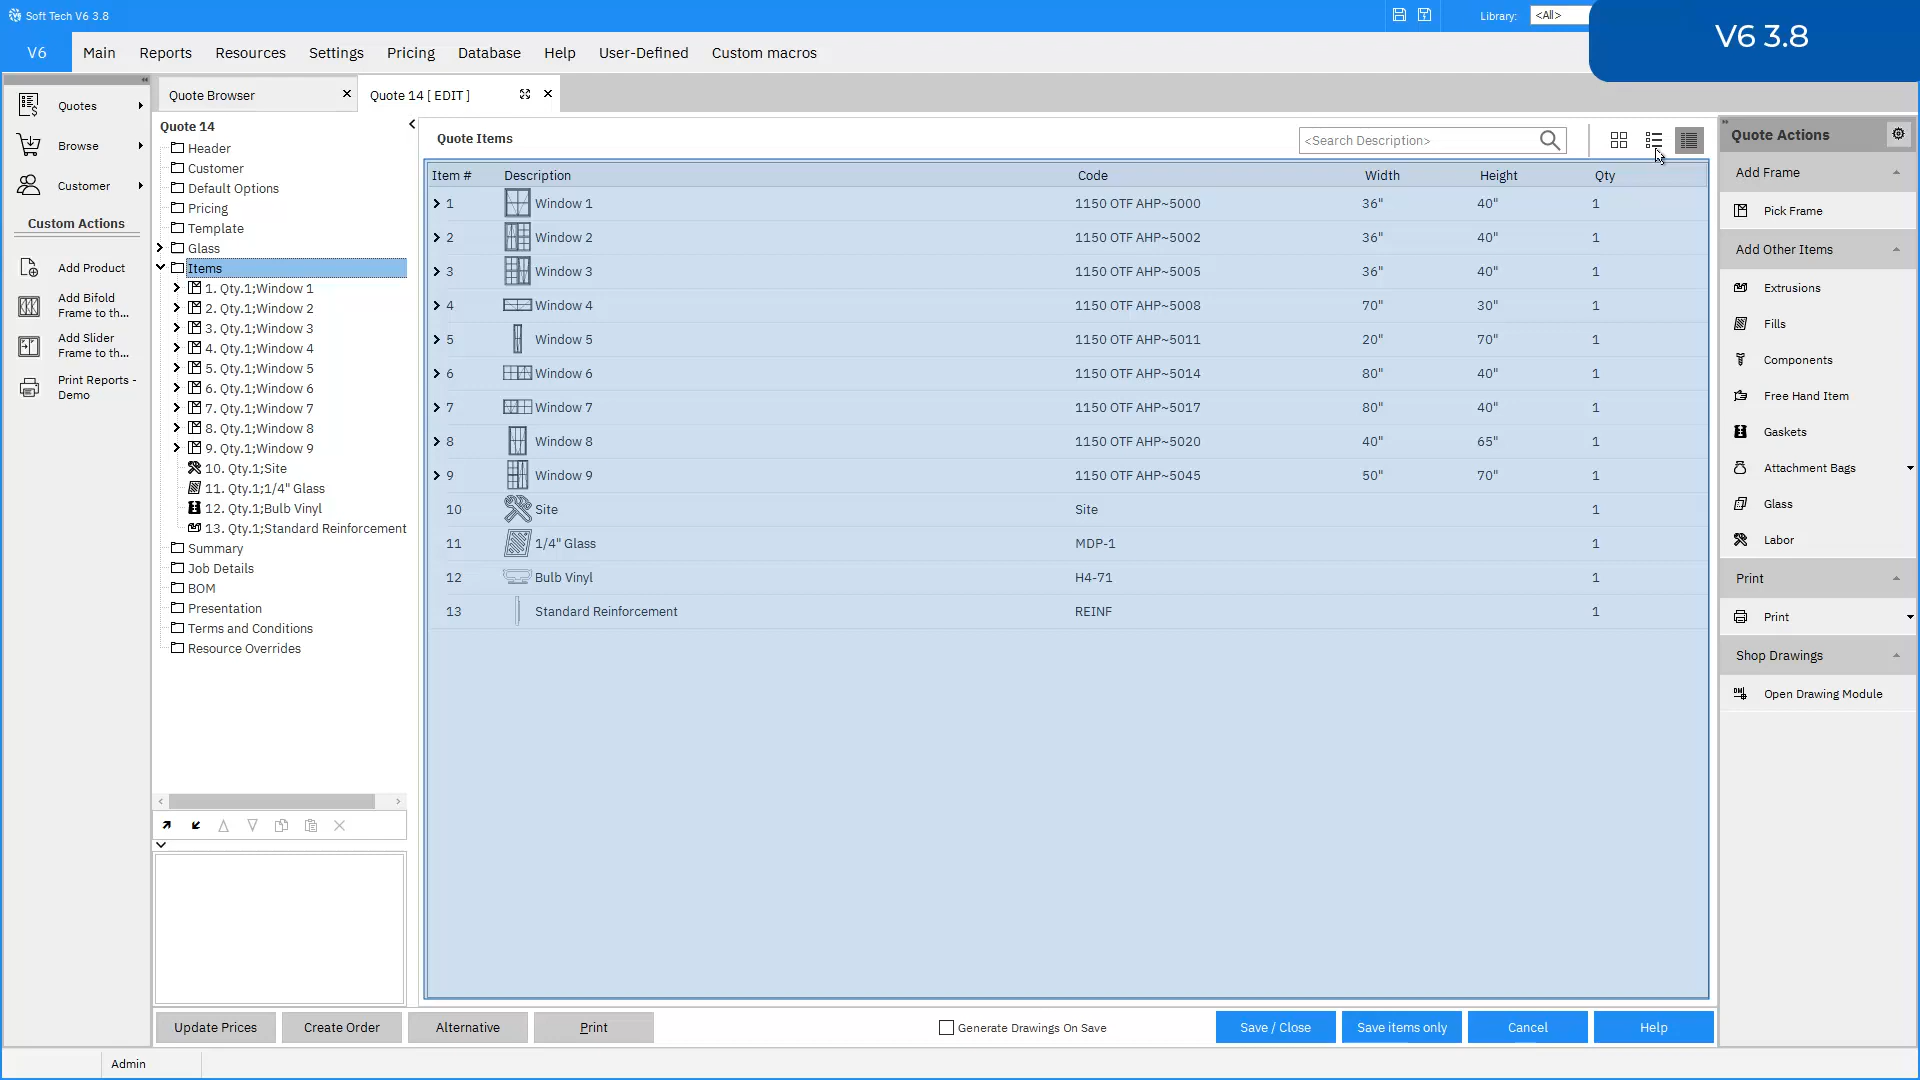 Soft Tech V6 3.8
Library:
<All>
V6 3.8
V6
Main
Reports
Resources
Settings
Pricing
Database
Help
User-Defined
Custom macros
Quotes
Browse
Customer
Custom Actions
Add Product
Add Bifold
Frame to th...
Add Slider
Frame to th...
Print Reports -
Demo
Quote Browser
Quote 14 [ EDIT ]
Quote 14
Header
Customer
Default Options
Pricing
Template
Glass
Items
1. Qty.1;Window 1
2. Qty.1;Window 2
3. Qty.1;Window 3
4. Qty.1;Window 4
5. Qty.1;Window 5
6. Qty.1;Window 6
7. Qty.1;Window 7
8. Qty.1;Window 8
9. Qty.1;Window 9
10. Qty.1;Site
11. Qty.1;1/4" Glass
12. Qty.1;Bulb Vinyl
13. Qty.1;Standard Reinforcement
Summary
Job Details
BOM
Presentation
Terms and Conditions
Resource Overrides
Quote Items
<Search Description>
Item # Description Code Width Height Qty
1 Window 1 1150 OTF AHP~5000 36" 40" 1
2 Window 2 1150 OTF AHP~5002 36" 40" 1
3 Window 3 1150 OTF AHP~5005 36" 40" 1
4 Window 4 1150 OTF AHP~5008 70" 30" 1
5 Window 5 1150 OTF AHP~5011 20" 70" 1
6 Window 6 1150 OTF AHP~5014 80" 40" 1
7 Window 7 1150 OTF AHP~5017 80" 40" 1
8 Window 8 1150 OTF AHP~5020 40" 65" 1
9 Window 9 1150 OTF AHP~5045 50" 70" 1
10 Site Site 1
11 1/4" Glass MDP-1 1
12 Bulb Vinyl H4-71 1
13 Standard Reinforcement REINF 1
Quote Actions
Add Frame
Pick Frame
Add Other Items
Extrusions
Fills
Components
Free Hand Item
Gaskets
Attachment Bags
Glass
Labor
Print
Print
Shop Drawings
Open Drawing Module
Update Prices
Create Order
Alternative
Print
Generate Drawings On Save
Save / Close
Save items only
Cancel
Help
Admin